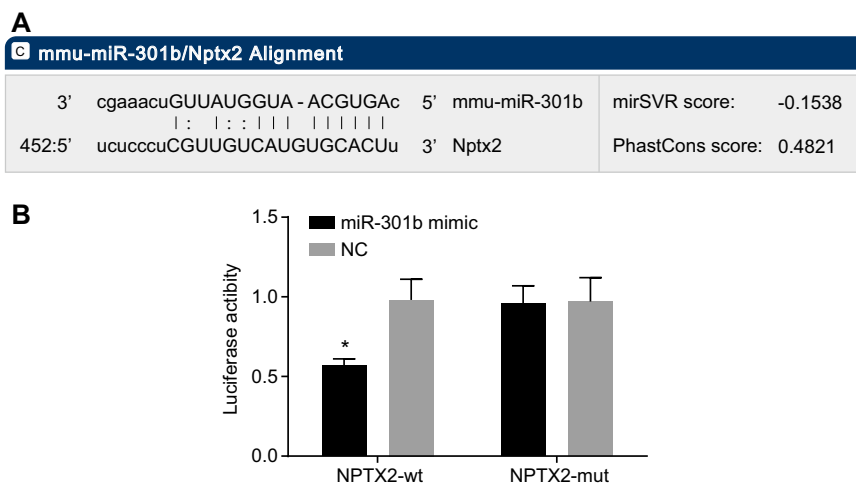 A
C mmu-miR-301b/Nptx2 Alignment
3' cgaaacuGUUAUGGUA-ACGUGAc 5' mmu-miR-301b mirSVR score: -0.1538
|: |::||| ||||||
452:5' ucucccuCGUUGUCAUGUGCACUu 3' Nptx2 PhastCons score: 0.4821
B
miR-301b mimic
NC
Luciferase actibity
1.5
1.0
0.5
0.0
*
NPTX2-wt NPTX2-mut